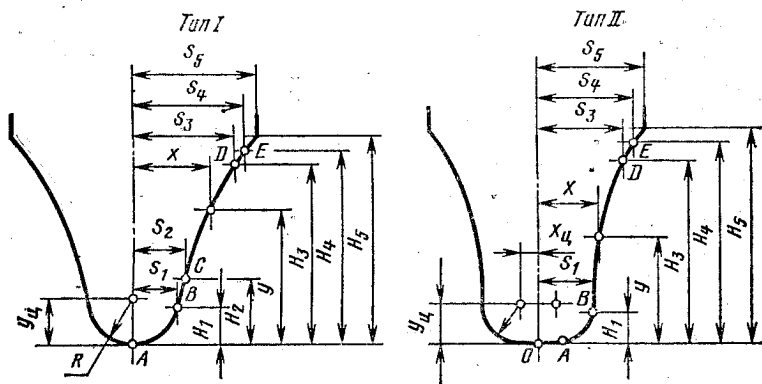 Тип I
S5
S4
S3
D
E
X
S2
S1
C
B
H1
H2
y
H3
H4
H5
yц
R
A
Тип II
S5
S4
S3
E
D
X
Xц
S1
B
H1
y
H3
H4
H5
yц
O
A